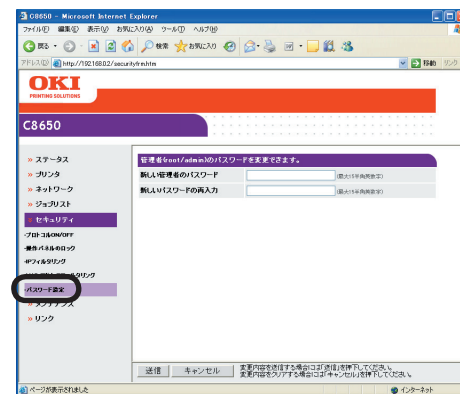 C8650 - Microsoft Internet Explorer
ファイル(F) 編集(E) 表示(V) お気に入り(A) ツール(T) ヘルプ(H)
戻る 検索 お気に入り
アドレス(D) http://192.168.0.2/securityfrm.htm 移動 リンク
OKI
PRINTING SOLUTIONS
C8650
» ステータス
» プリンタ
» ネットワーク
» ジョブリスト
» セキュリティ
・プロトコルON/OFF
・操作パネルのロック
・IPフィルタリング
・パスワード設定
» メンテナンス
» リンク
管理者(root/admin)のパスワードを変更できます。
新しい管理者のパスワード (最大15半角英数字)
新しいパスワードの再入力 (最大15半角英数字)
送信 キャンセル
変更内容を送信する場合には「送信」を押下してください。
変更内容をクリアする場合には「キャンセル」を押下してください。
ページが表示されました インターネット